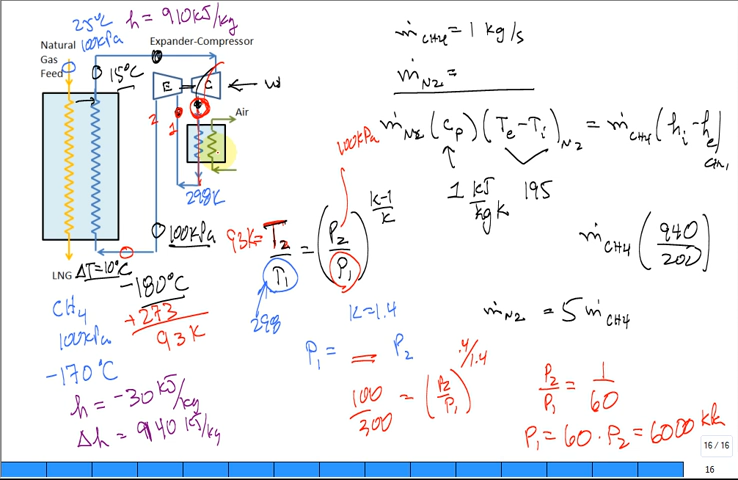 25°C h = 910 kJ/kg
Natural 100kPa Expander-Compressor
Gas
Feed 15°C
E C ← W
2 1 Air
298K
100kPa
LNG ΔT=10°C
-180°C
+273
93K
CH4
100kPa
-170°C
h = -30 kJ/kg
Δh = 940 kJ/kg
ṁCH4 = 1 kg/s
ṁN2 =
ṁN2 (Cp) (Te - Ti)N2 = ṁCH4 (hi - he)CH4
1 kJ/kg K 195
ṁCH4 (940/200)
ṁN2 = 5 ṁCH4
100kPa
93K = T2/T1 = (P2/P1)^(k-1/k)
298
k=1.4
P1 = P2
100/300 = (P2/P1)^.4/1.4
P2/P1 = 1/60
P1 = 60 · P2 = 6000 kPa
16 / 16
16